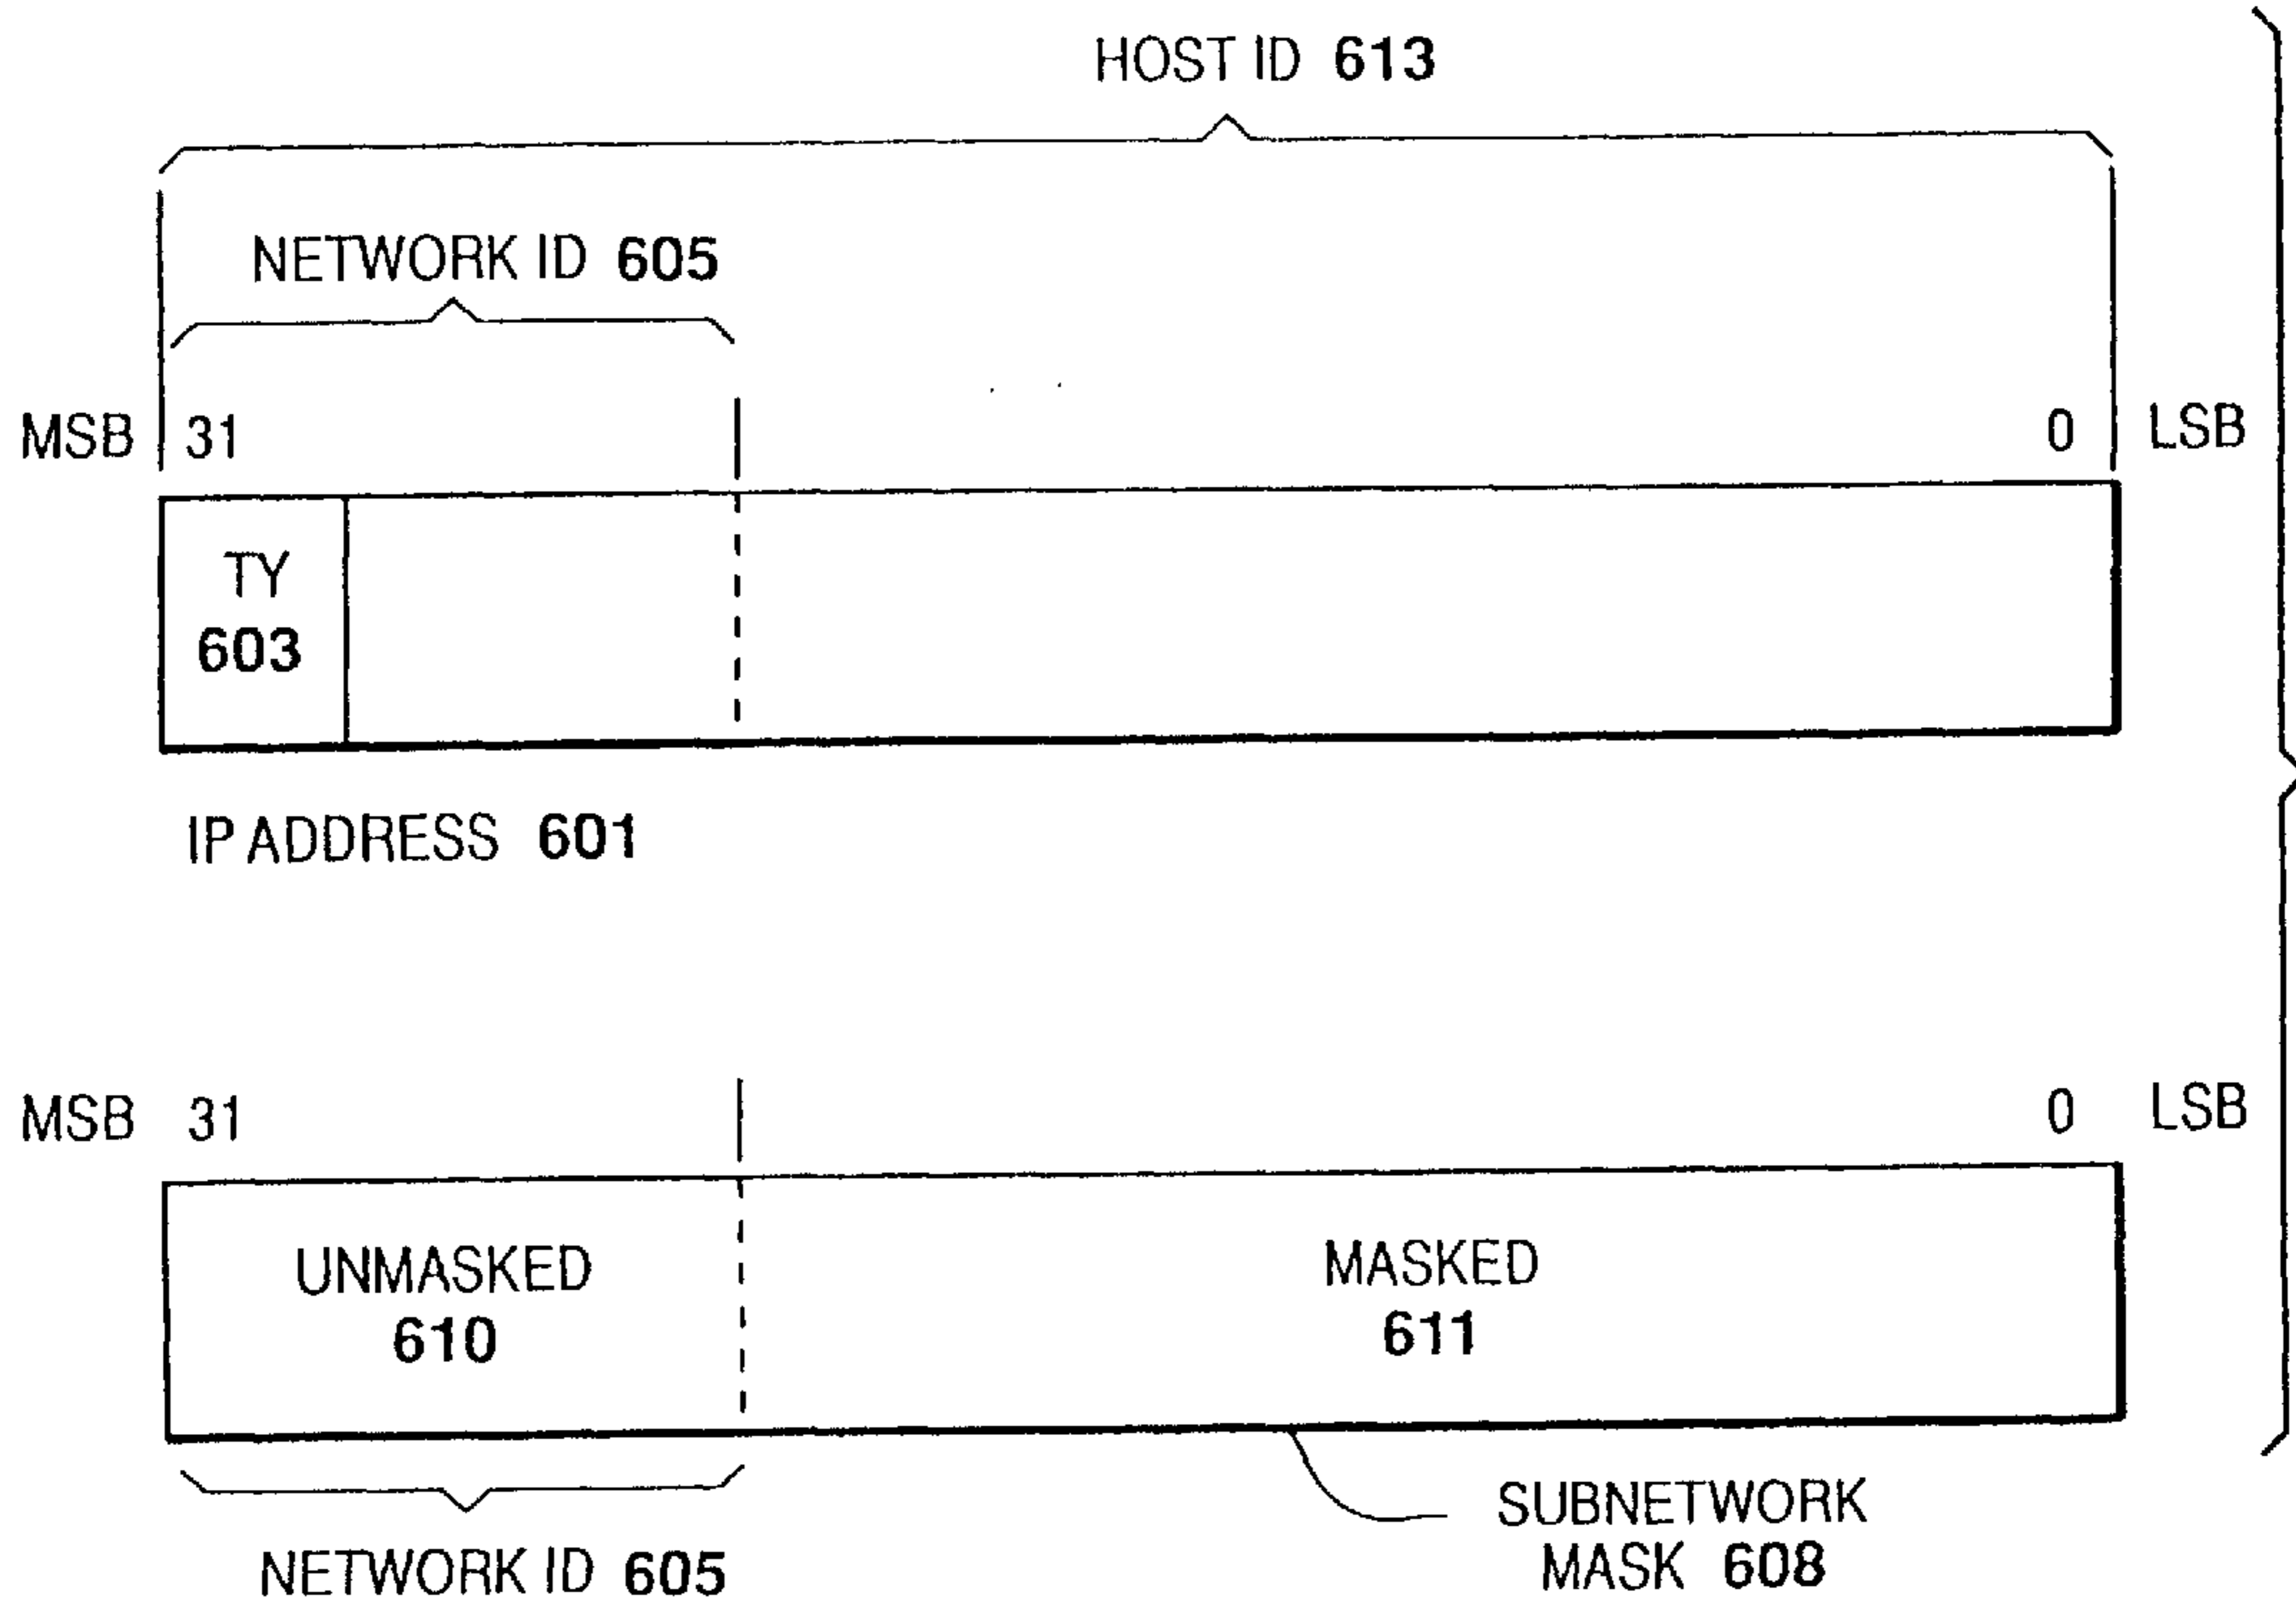 HOST ID 613
NETWORK ID 605
MSB 31 0 LSB
TY
603
IP ADDRESS 601
MSB 31 0 LSB
UNMASKED
610
MASKED
611
NETWORK ID 605
SUBNETWORK
MASK 608